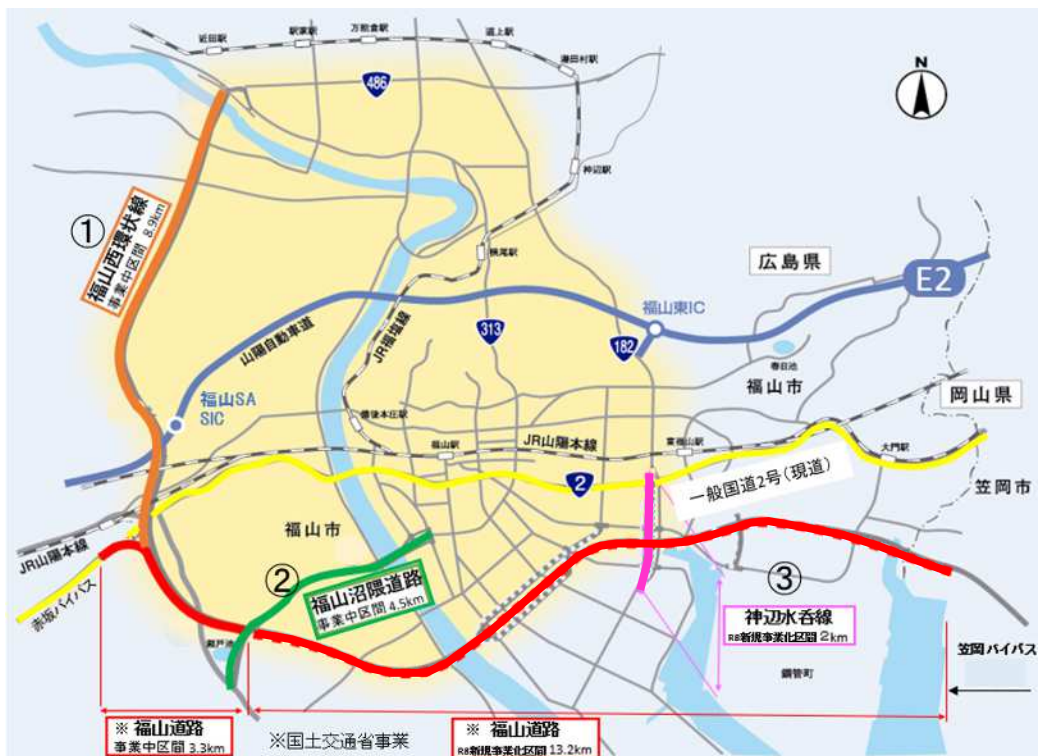 近田駅
駅家駅
万能倉駅
道上駅
湯田村駅
N
486
神辺駅
①
福山西環状線
事業中区間 8.9km
横尾駅
広島県
E2
山陽自動車道
JR福塩線
313
福山東IC
182
春日池
福山市
岡山県
福山SA
SIC
備後本庄駅
福山駅
JR山陽本線
東福山駅
大門駅
2
一般国道2号(現道)
笠岡市
福山市
JR山陽本線
赤坂バイパス
②
福山沼隈道路
事業中区間 4.5km
③
神辺水呑線
R8新規事業化区間 2km
瀬戸池
鋼管町
笠岡バイパス
※ 福山道路
事業中区間 3.3km
※国土交通省事業
※ 福山道路
R8新規事業化区間 13.2km